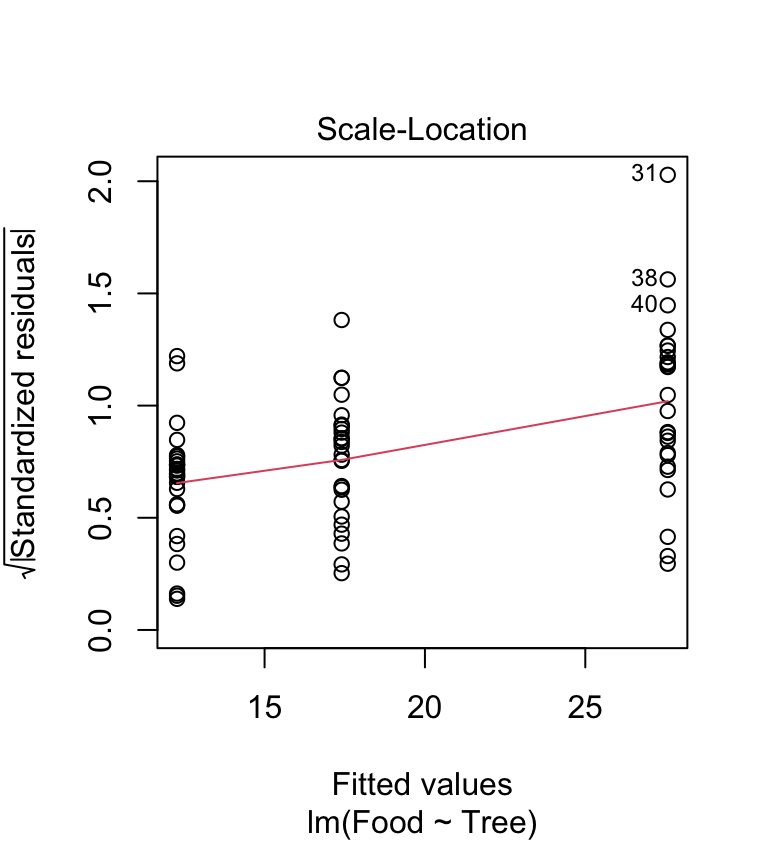 Scale-Location
√|Standardized residuals|
2.0
1.5
1.0
0.5
0.0
31
38
40
15 20 25
Fitted values
lm(Food ~ Tree)